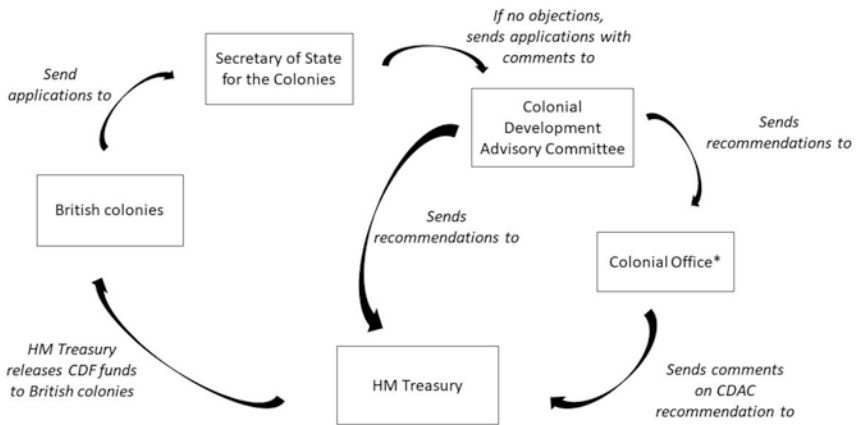 If no objections,
sends applications with
comments to
Secretary of State
for the Colonies
Send
applications to
Colonial
Development
Advisory Committee
Sends
recommendations to
British colonies
Sends
recommendations to
Colonial Office*
HM Treasury
releases CDF funds
to British colonies
HM Treasury
Sends comments
on CDAC
recommendation to